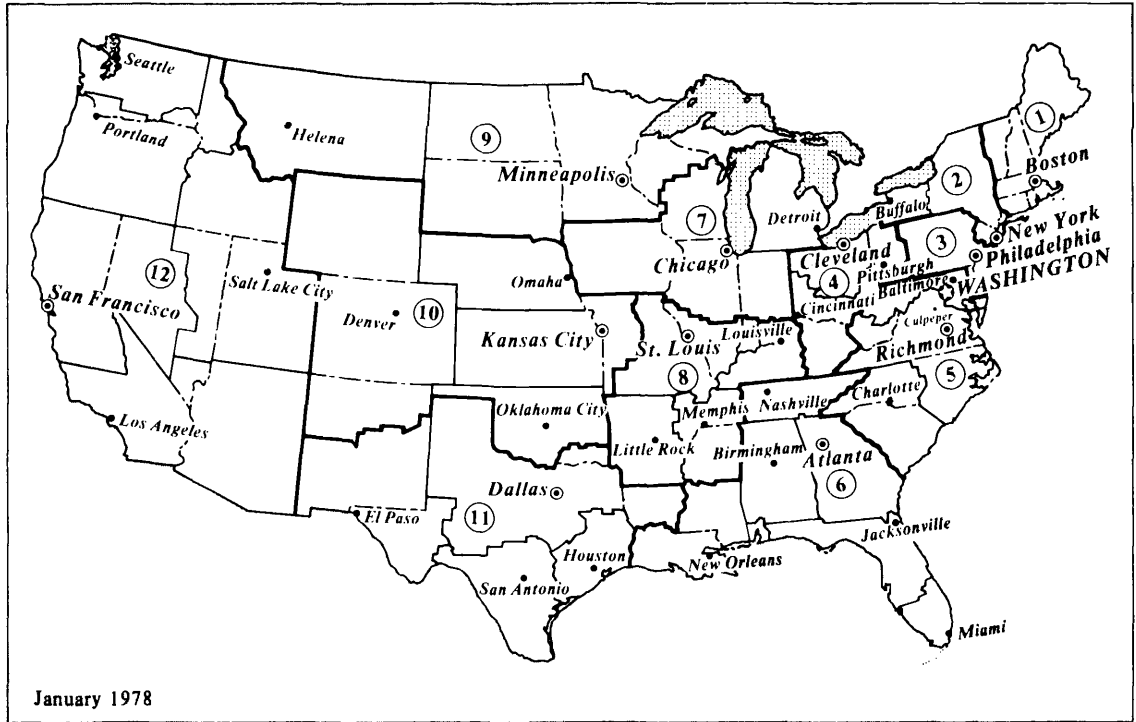 Seattle
Portland
Helena
9
Minneapolis
1
Boston
2
Buffalo
New York
Detroit
7
3
Philadelphia
Cleveland
Chicago
4
Pittsburgh
WASHINGTON
Baltimore
Cincinnati
12
Salt Lake City
San Francisco
Omaha
10
Denver
Kansas City
St. Louis
Louisville
Culpeper
Richmond
8
5
Charlotte
Los Angeles
Oklahoma City
Memphis
Nashville
Little Rock
Birmingham
Atlanta
6
Dallas
11
El Paso
Houston
Jacksonville
New Orleans
San Antonio
Miami
January 1978